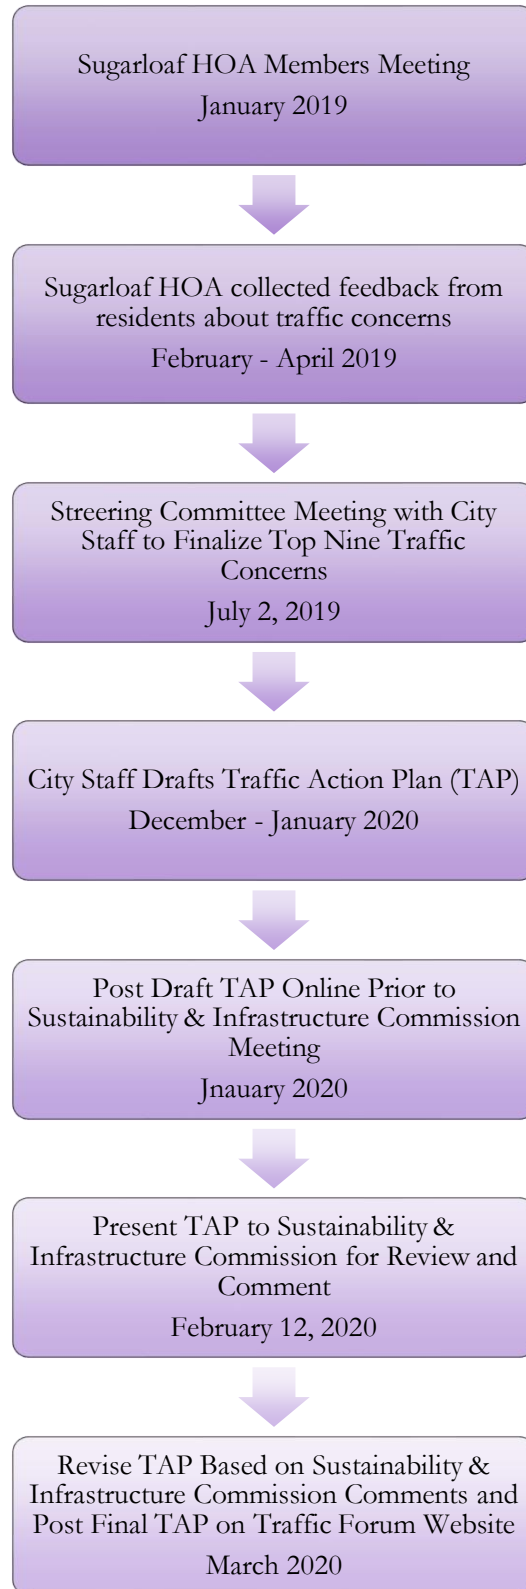 Sugarloaf HOA Members Meeting
January 2019
Sugarloaf HOA collected feedback from
residents about traffic concerns
February - April 2019
Streering Committee Meeting with City
Staff to Finalize Top Nine Traffic
Concerns
July 2, 2019
City Staff Drafts Traffic Action Plan (TAP)
December - January 2020
Post Draft TAP Online Prior to
Sustainability & Infrastructure Commission
Meeting
Jnauary 2020
Present TAP to Sustainability &
Infrastructure Commission for Review and
Comment
February 12, 2020
Revise TAP Based on Sustainability &
Infrastructure Commission Comments and
Post Final TAP on Traffic Forum Website
March 2020